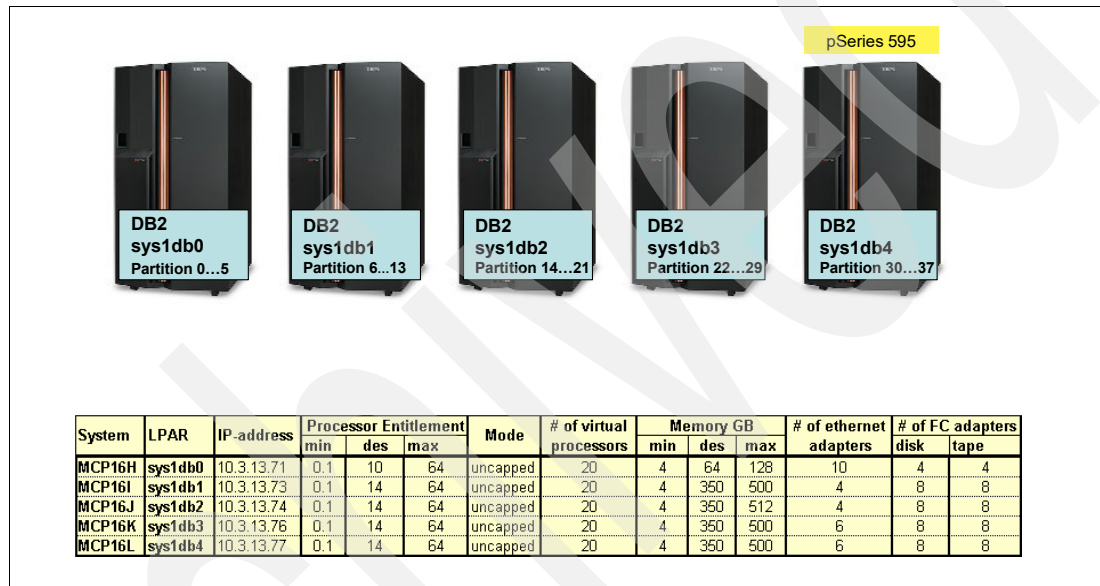 pSeries 595
DB2
sys1db0
Partition 0…5
DB2
sys1db1
Partition 6...13
DB2
sys1db2
Partition 14…21
DB2
sys1db3
Partition 22…29
DB2
sys1db4
Partition 30…37
System LPAR IP-address Processor Entitlement Mode # of virtual processors Memory GB # of ethernet adapters # of FC adapters
min des max min des max disk tape
MCP16H sys1db0 10.3.13.71 0.1 10 64 uncapped 20 4 64 128 10 4 4
MCP16I sys1db1 10.3.13.73 0.1 14 64 uncapped 20 4 350 500 4 8 8
MCP16J sys1db2 10.3.13.74 0.1 14 64 uncapped 20 4 350 512 4 8 8
MCP16K sys1db3 10.3.13.76 0.1 14 64 uncapped 20 4 350 500 6 8 8
MCP16L sys1db4 10.3.13.77 0.1 14 64 uncapped 20 4 350 500 6 8 8